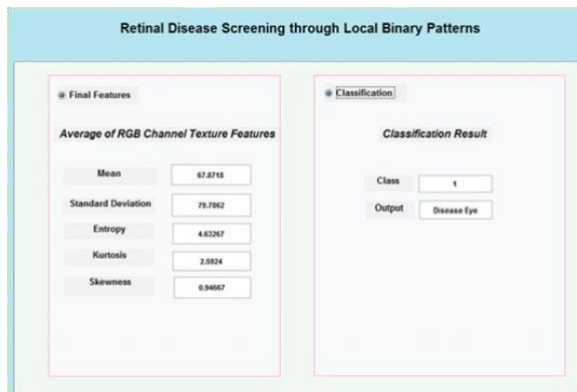 Retinal Disease Screening through Local Binary Patterns
Final Features
Average of RGB Channel Texture Features
Mean 67.8718
Standard Deviation 79.7862
Entropy 4.63267
Kurtosis 2.5924
Skewness 0.94667
Classification
Classification Result
Class 1
Output Disease Eye